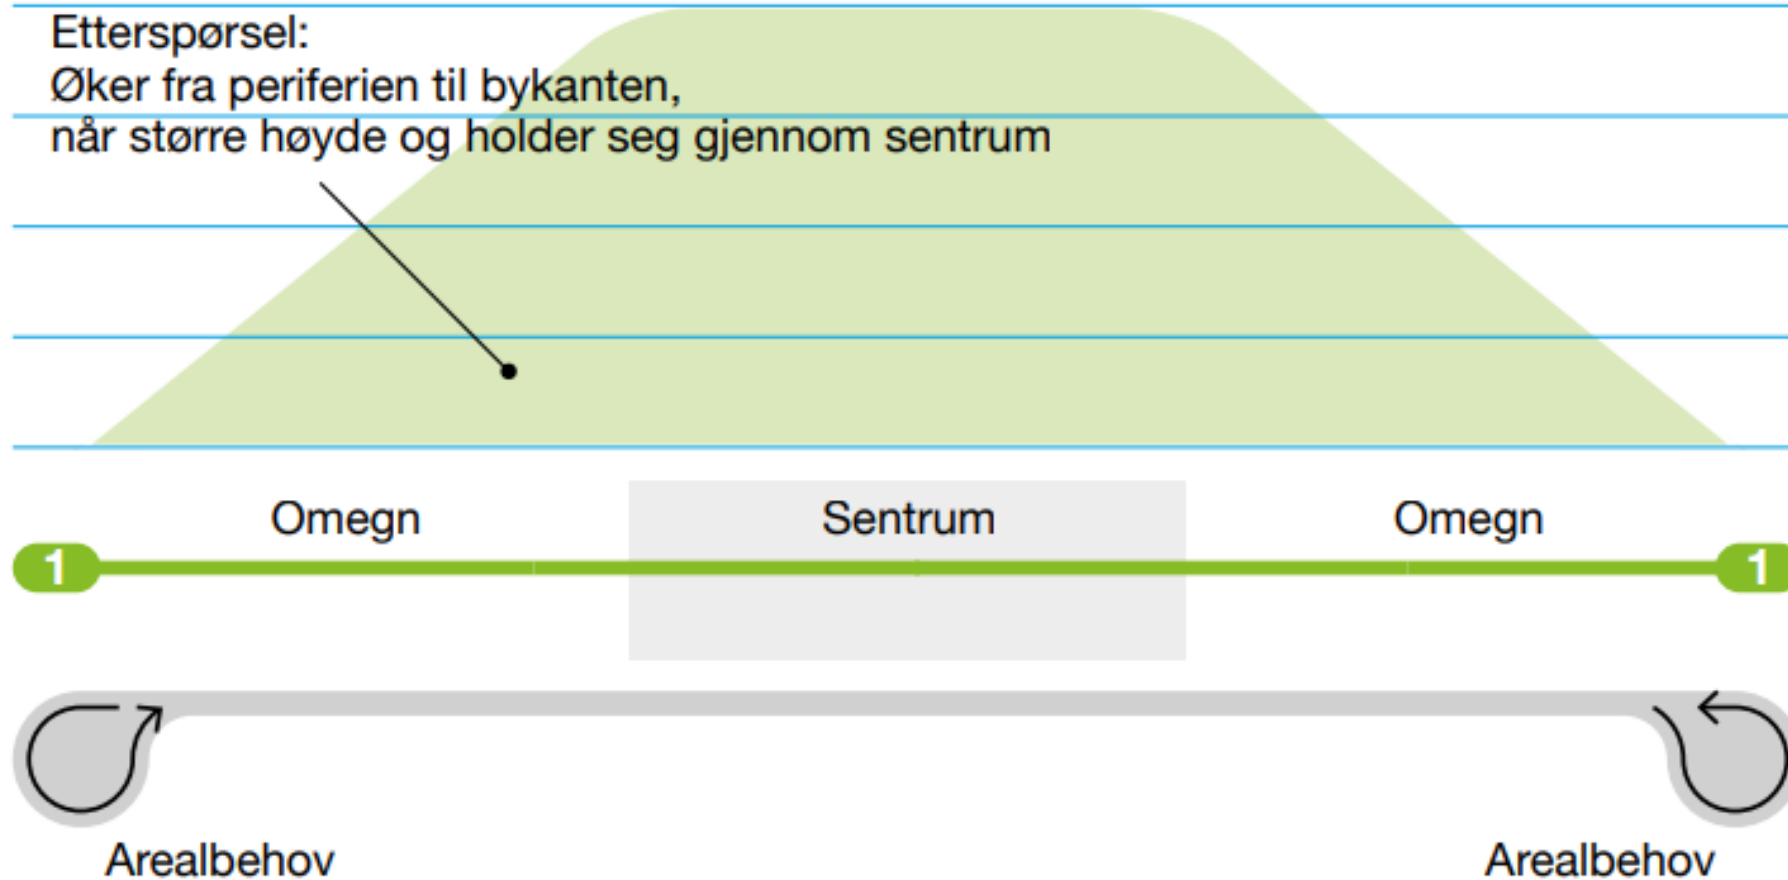 Etterspørsel:
Øker fra periferien til bykanten,
når større høyde og holder seg gjennom sentrum
Omegn
Sentrum
Omegn
1
1
Arealbehov
Arealbehov